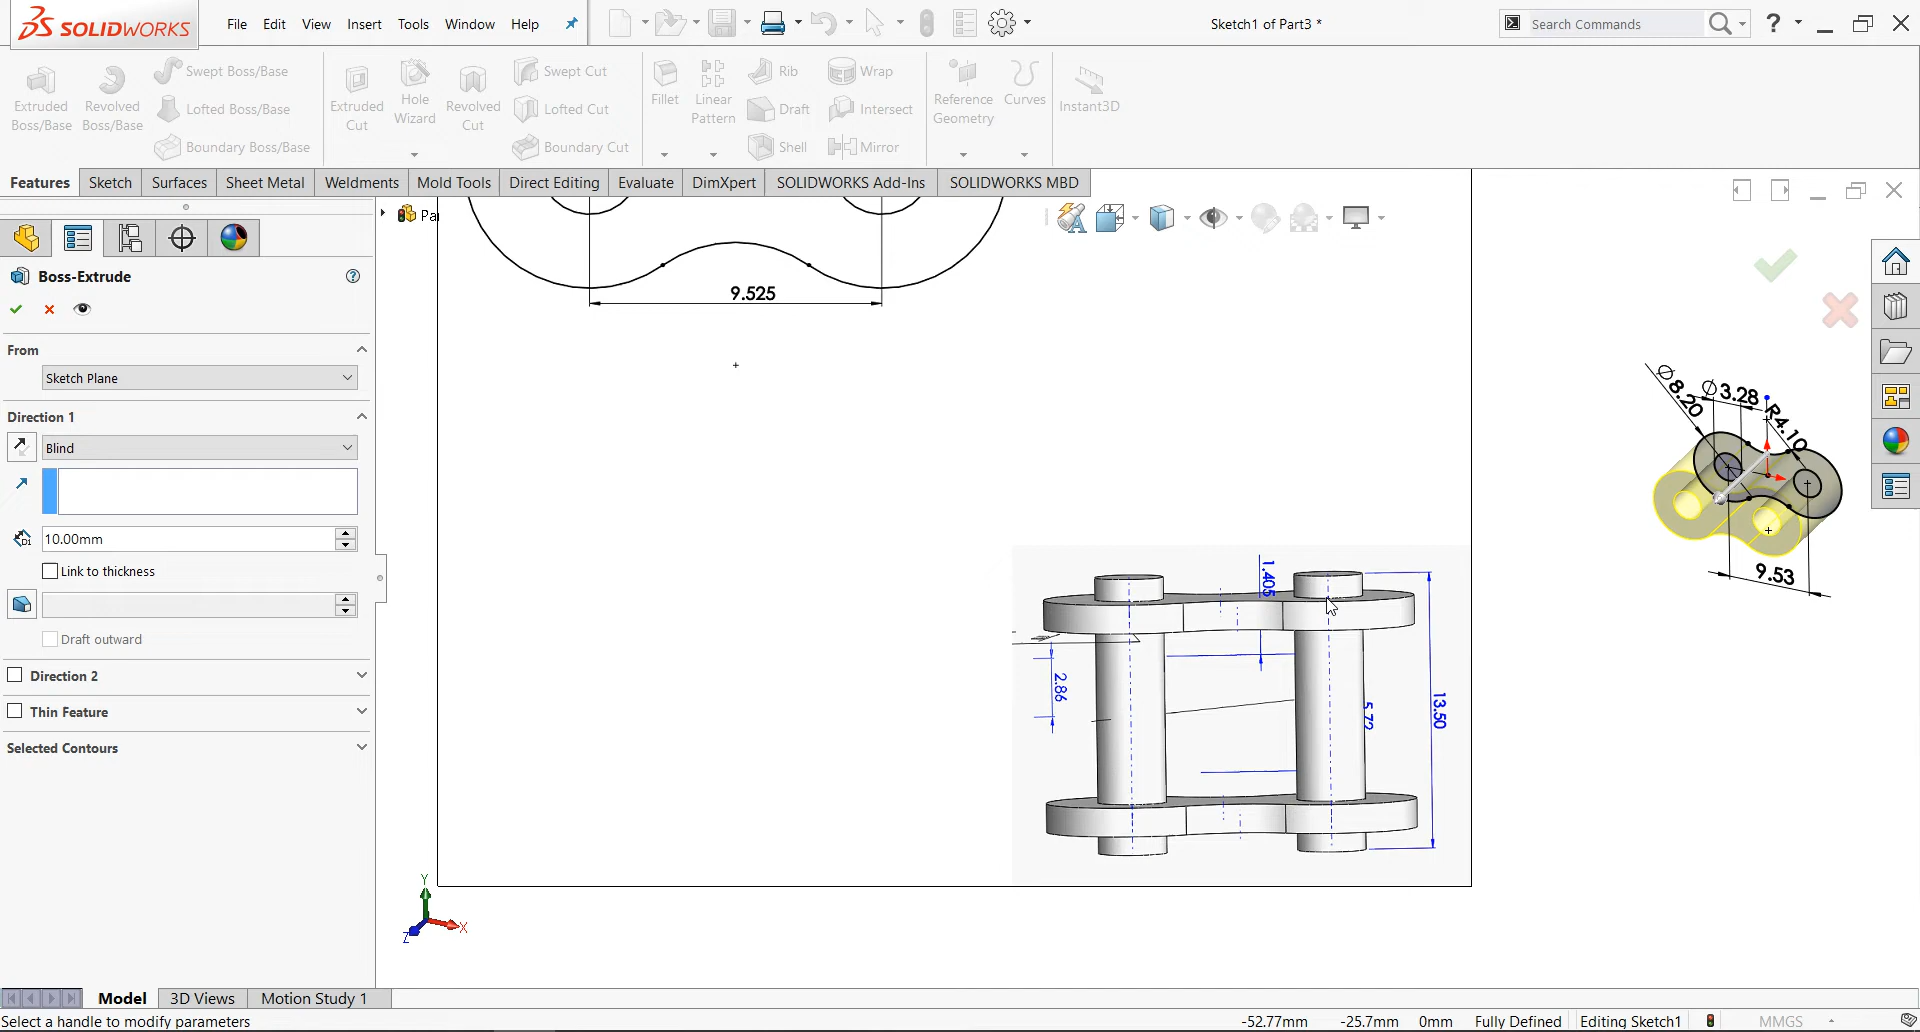 SOLIDWORKS
File Edit View Insert Tools Window Help
Sketch1 of Part3 *
Search Commands
?
Extruded Boss/Base
Revolved Boss/Base
Swept Boss/Base
Lofted Boss/Base
Boundary Boss/Base
Extruded Cut
Hole Wizard
Revolved Cut
Swept Cut
Lofted Cut
Boundary Cut
Fillet
Linear Pattern
Rib
Draft
Shell
Wrap
Intersect
Mirror
Reference Geometry
Curves
Instant3D
Features Sketch Surfaces Sheet Metal Weldments Mold Tools Direct Editing Evaluate DimXpert SOLIDWORKS Add-Ins SOLIDWORKS MBD
Pa
Boss-Extrude
From
Sketch Plane
Direction 1
Blind
10.00mm
Link to thickness
Draft outward
Direction 2
Thin Feature
Selected Contours
9.525
1.405
2.86
5.72
13.50
∅8.20
∅3.28
R4.10
9.53
Y
X
Z
Model 3D Views Motion Study 1
Select a handle to modify parameters
-52.77mm -25.7mm 0mm Fully Defined Editing Sketch1 MMGS